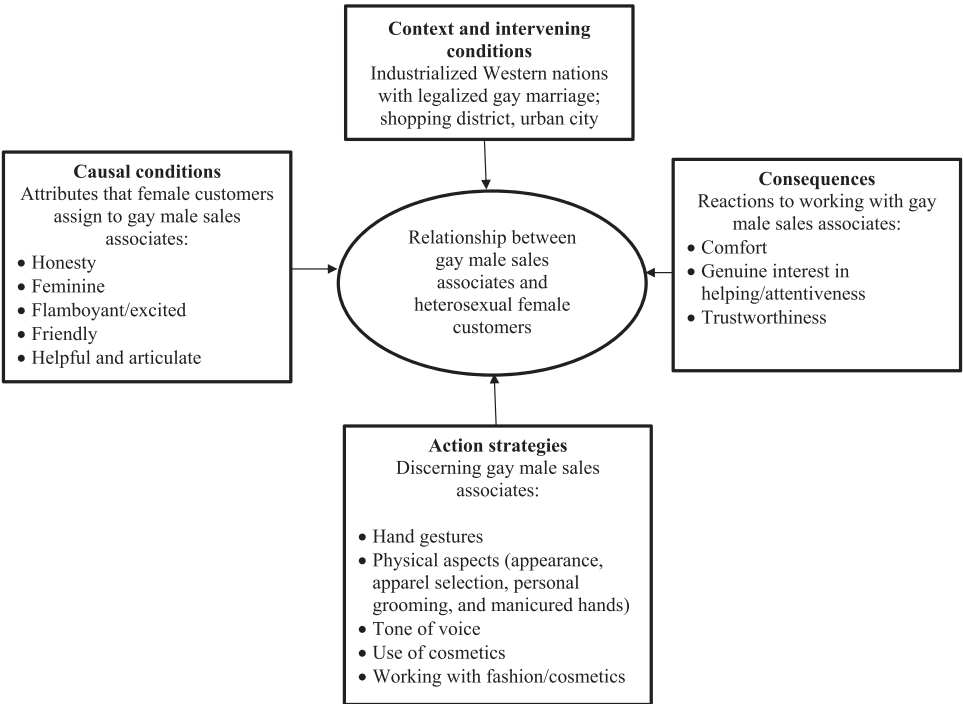 Context and intervening
conditions
Industrialized Western nations
with legalized gay marriage;
shopping district, urban city
Causal conditions
Attributes that female customers
assign to gay male sales
associates:
• Honesty
• Feminine
• Flamboyant/excited
• Friendly
• Helpful and articulate
Relationship between
gay male sales
associates and
heterosexual female
customers
Consequences
Reactions to working with gay
male sales associates:
• Comfort
• Genuine interest in
helping/attentiveness
• Trustworthiness
Action strategies
Discerning gay male sales
associates:
• Hand gestures
• Physical aspects (appearance,
apparel selection, personal
grooming, and manicured hands)
• Tone of voice
• Use of cosmetics
• Working with fashion/cosmetics